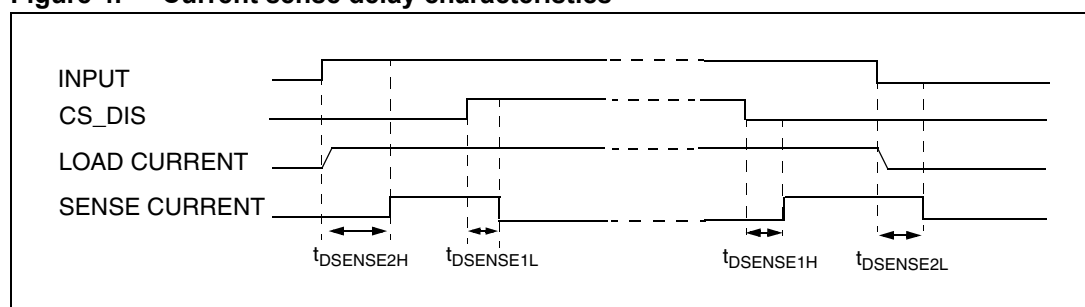 Figure 4. Current sense delay characteristics
INPUT
CS_DIS
LOAD CURRENT
SENSE CURRENT
tDSENSE2H tDSENSE1L tDSENSE1H tDSENSE2L